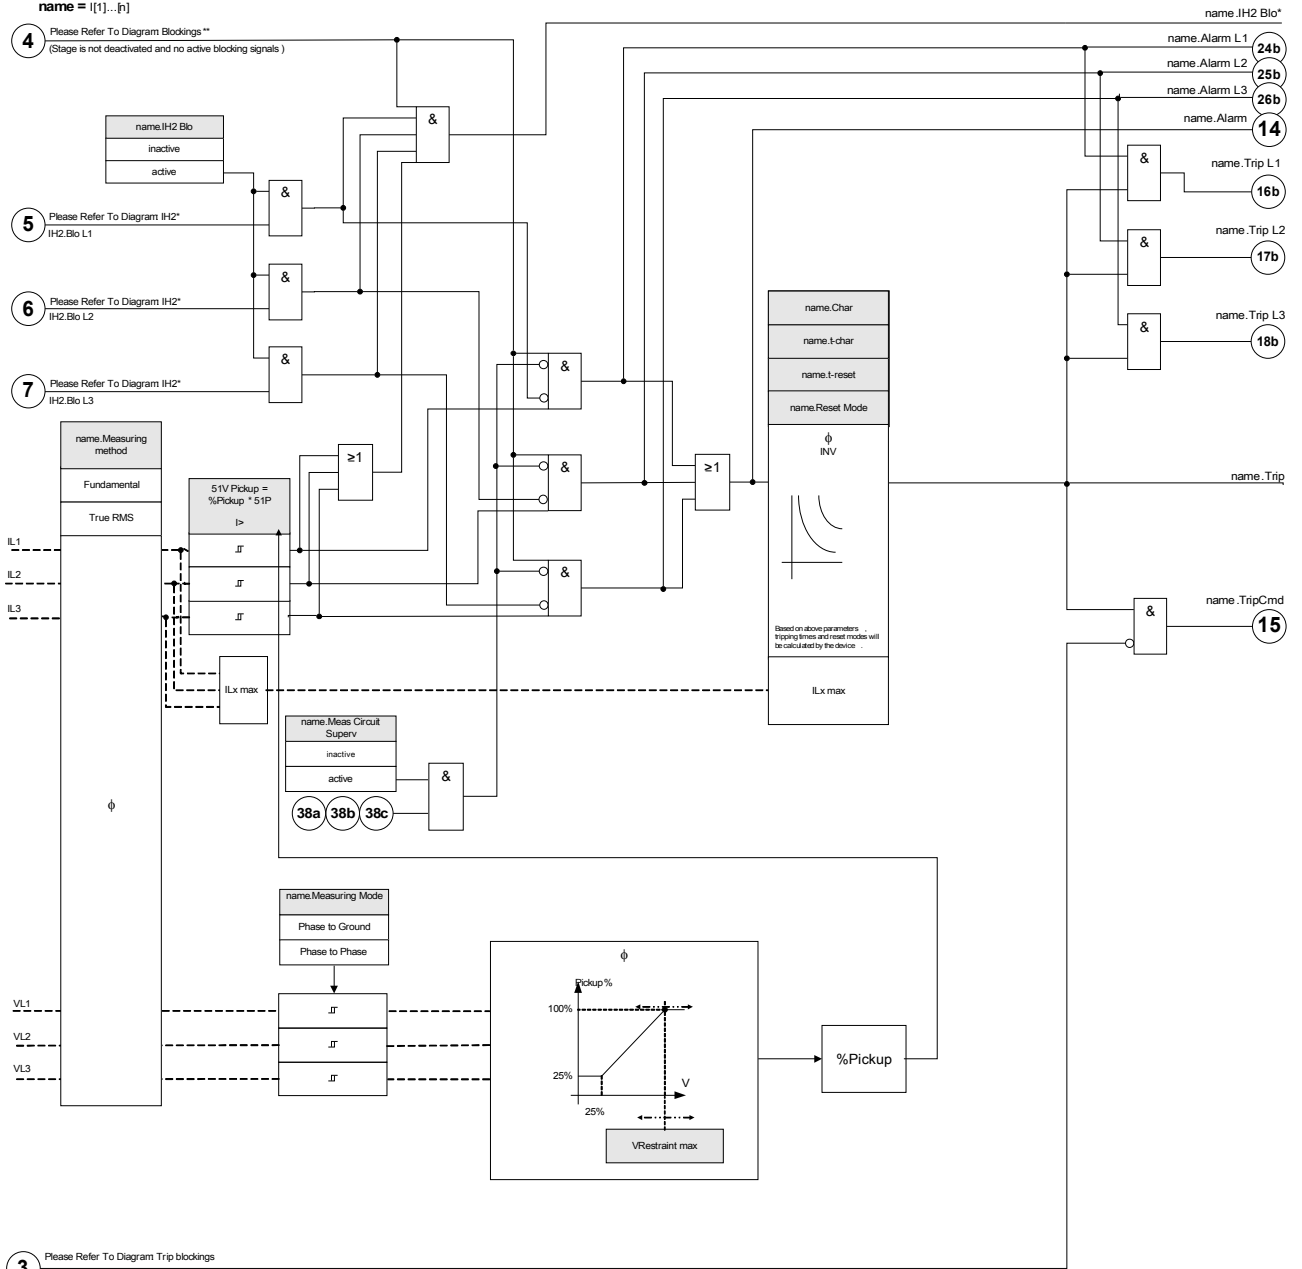 name = I[1]...[n]
4
Please Refer To Diagram Blockings**
(Stage is not deactivated and no active blocking signals )
name.IH2 Blo*
name.Alarm L1
24b
name.Alarm L2
25b
name.Alarm L3
26b
name.Alarm
14
name.IH2 Blo
inactive
active
&
&
&
name.Trip L1
16b
5
Please Refer To Diagram IH2*
IH2.Blo L1
&
&
name.Trip L2
17b
6
Please Refer To Diagram IH2*
IH2.Blo L2
&
&
name.Trip L3
18b
7
Please Refer To Diagram IH2*
IH2.Blo L3
&
name.Char
name.t-char
name.t-reset
name.Reset Mode
ϕ
INV
name.Measuring
method
Fundamental
True RMS
≥1
&
≥1
51V Pickup =
%Pickup * 51P
I>
name.Trip
IL1
IL2
IL3
&
name.TripCmd
&
15
Based on above parameters ,
tripping times and reset modes will
be calculated by the device .
ILx max
ILx max
name.Meas Circuit
Superv
inactive
active
&
38a
38b
38c
ϕ
name.Measuring Mode
Phase to Ground
Phase to Phase
ϕ
Pickup %
100%
25%
25%
V
VL1
VL2
VL3
%Pickup
VRestraint max
3
Please Refer To Diagram Trip blockings